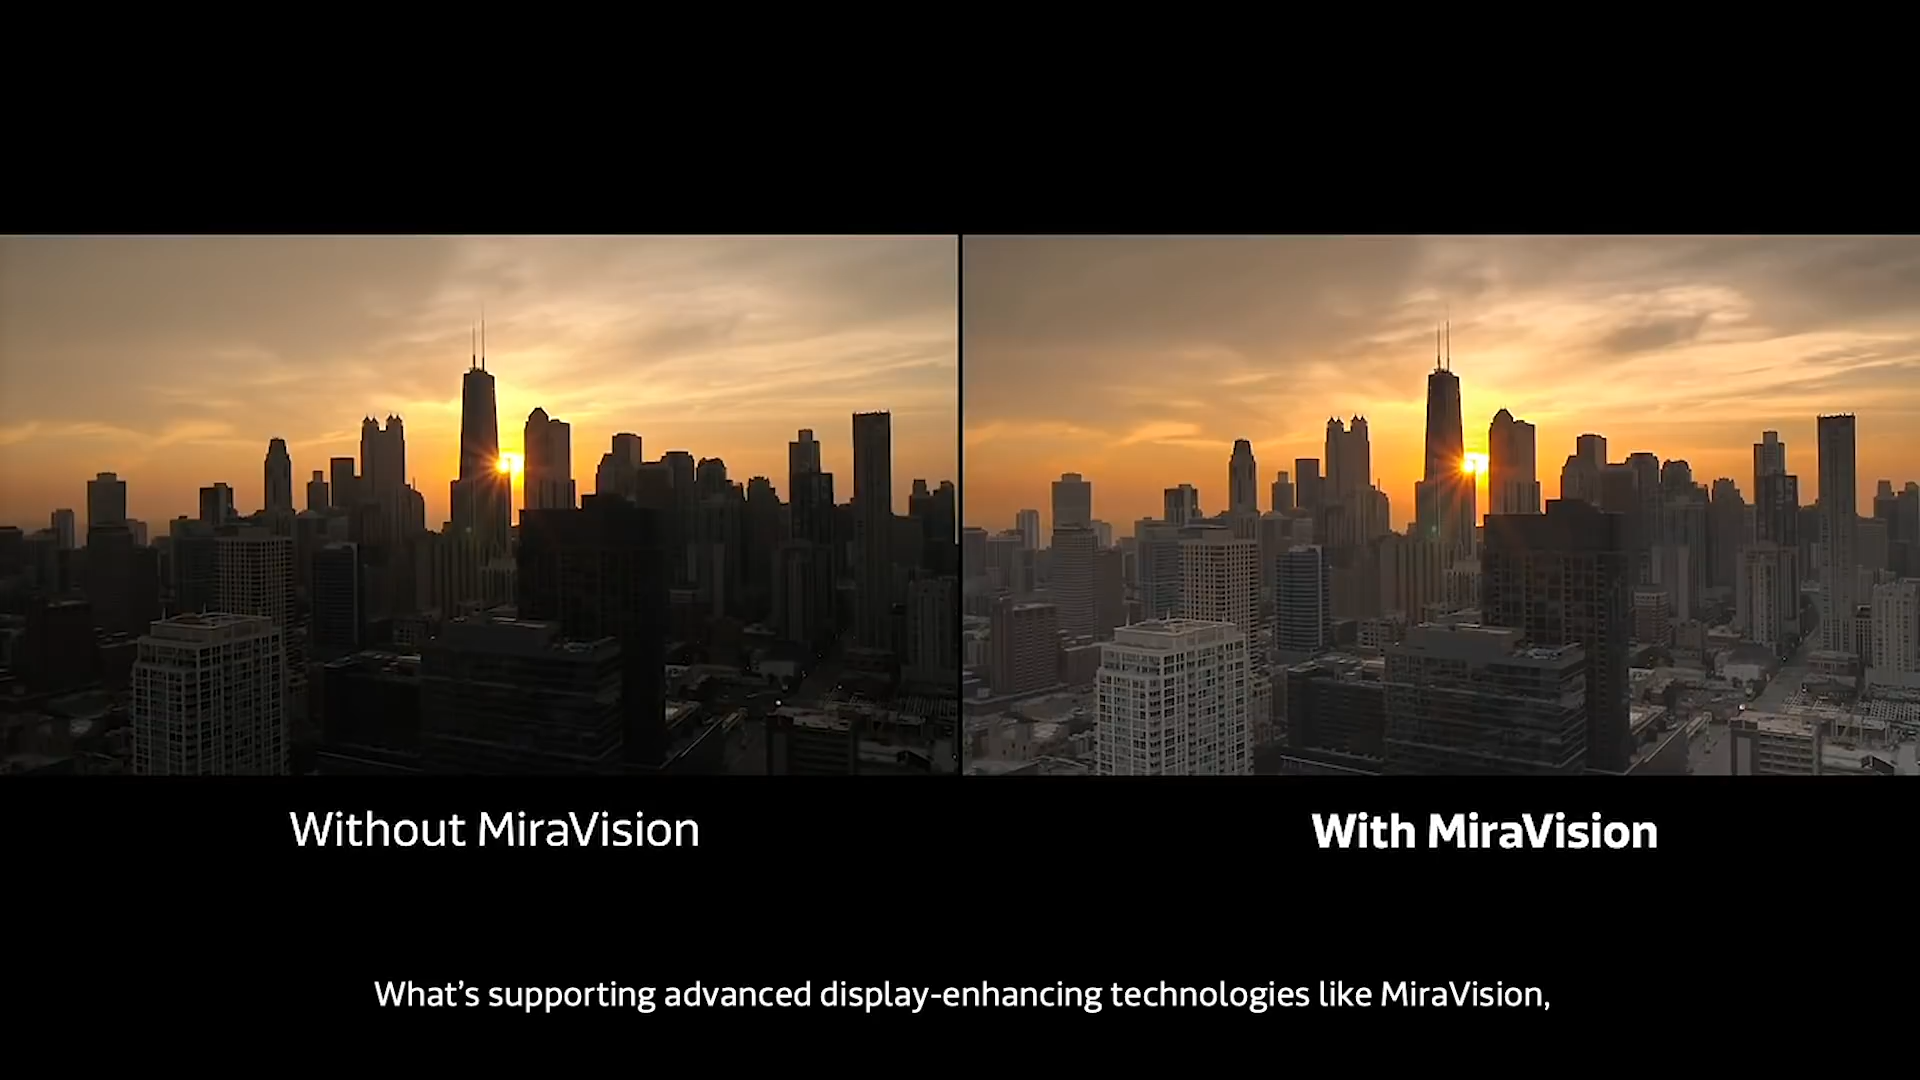 Without MiraVision
With MiraVision
What's supporting advanced display-enhancing technologies like MiraVision,